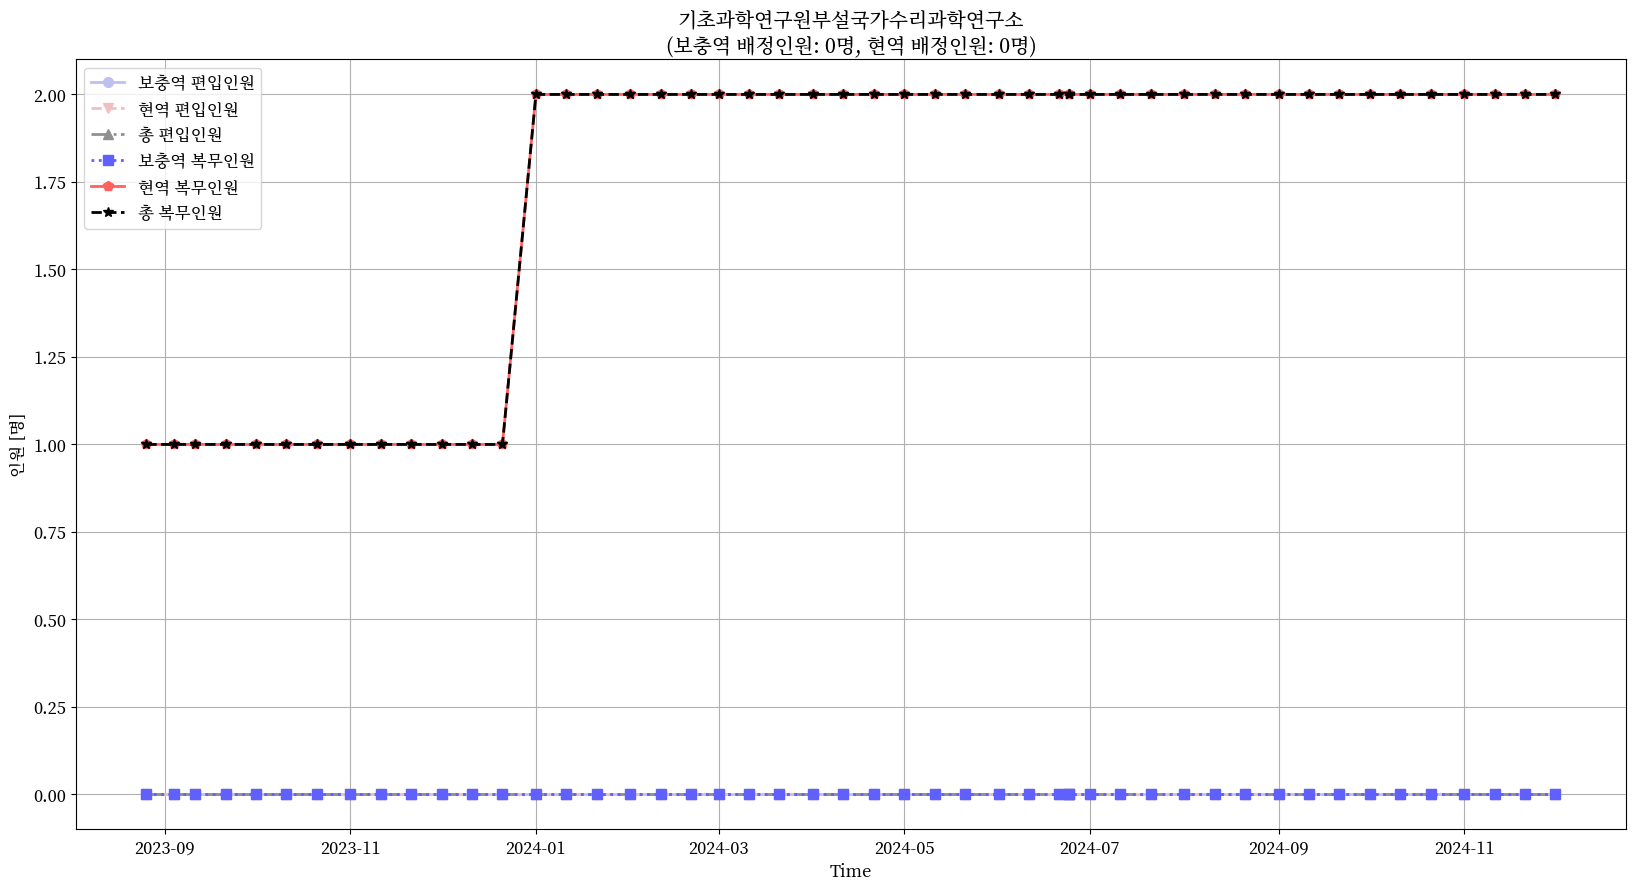 기초과학연구원부설국가수리과학연구소
(보충역 배정인원: 0명, 현역 배정인원: 0명)
보충역 편입인원
현역 편입인원
총 편입인원
보충역 복무인원
현역 복무인원
총 복무인원
2.00
1.75
1.50
1.25
1.00
0.75
0.50
0.25
0.00
인원 [명]
2023-09 2023-11 2024-01 2024-03 2024-05 2024-07 2024-09 2024-11
Time